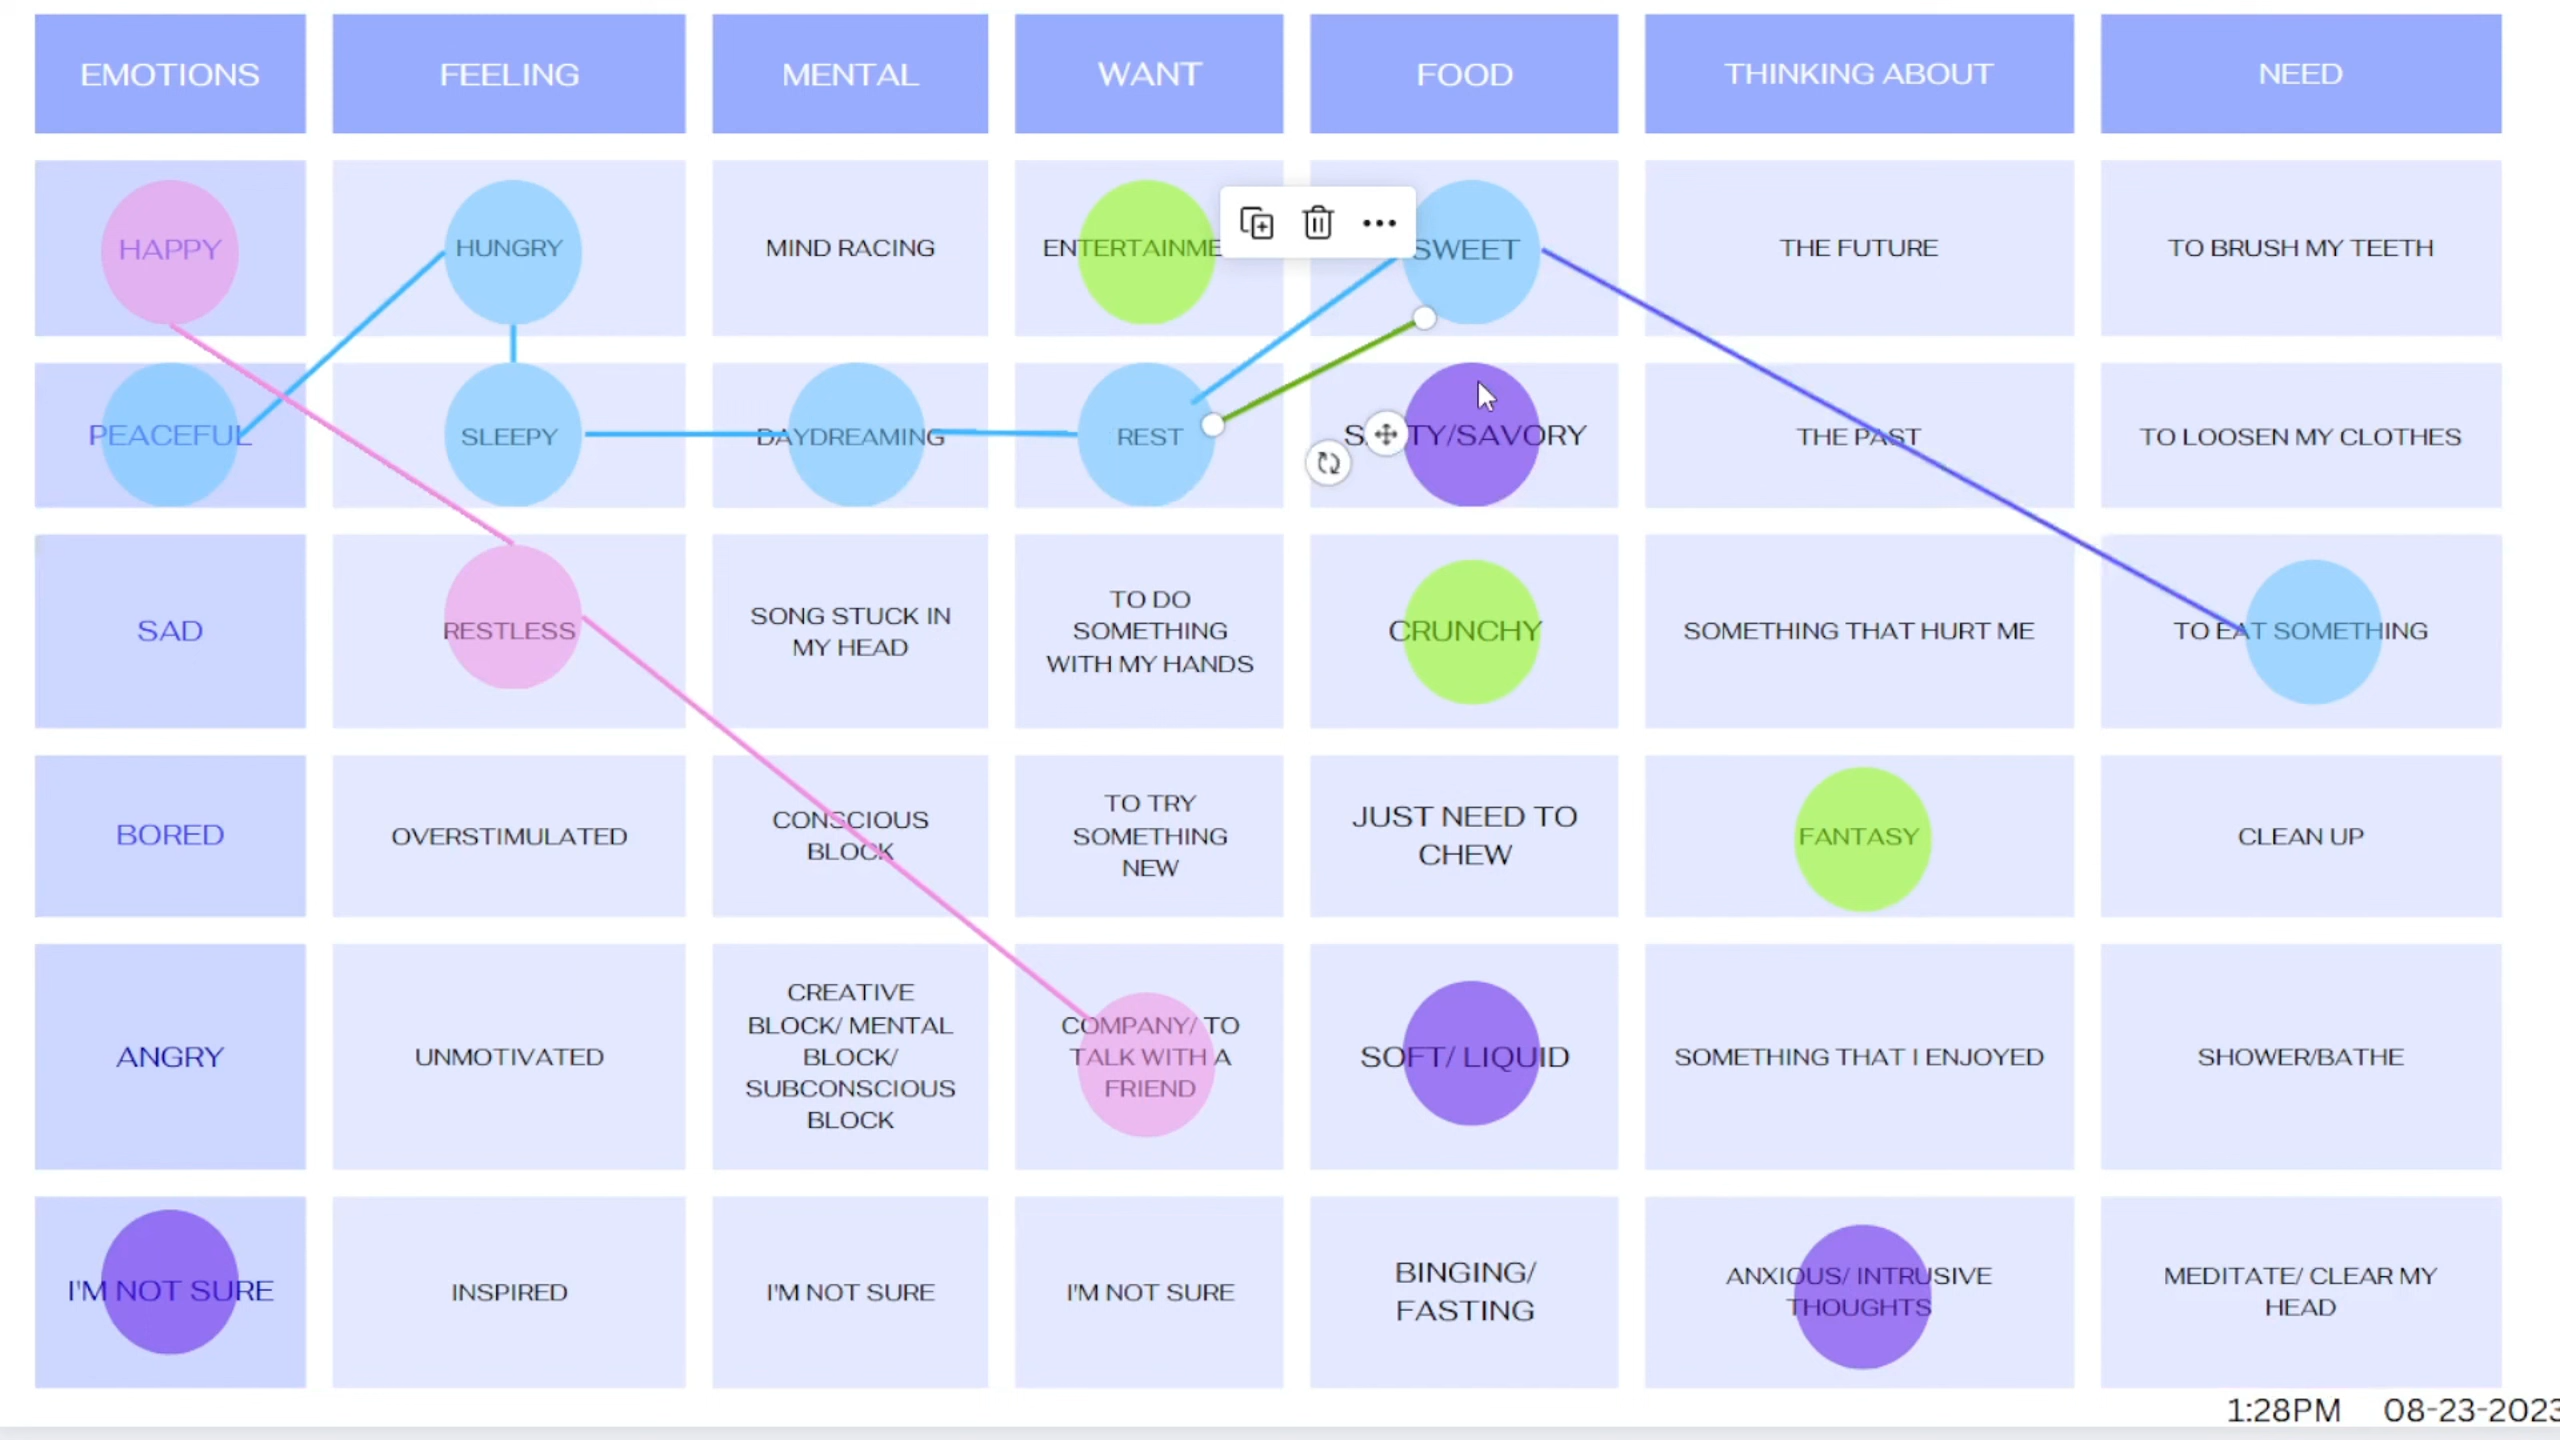 EMOTIONS FEELING MENTAL WANT FOOD THINKING ABOUT NEED
HAPPY HUNGRY MIND RACING ENTERTAINME SWEET THE FUTURE TO BRUSH MY TEETH
PEACEFUL SLEEPY DAYDREAMING REST S TY/SAVORY THE PAST TO LOOSEN MY CLOTHES
SAD
RESTLESS
SONG STUCK IN
MY HEAD
TO DO
SOMETHING
WITH MY HANDS
CRUNCHY
SOMETHING THAT HURT ME
TO EAT SOMETHING
BORED
OVERSTIMULATED
CONSCIOUS
BLOCK
TO TRY
SOMETHING
NEW
JUST NEED TO
CHEW
FANTASY
CLEAN UP
ANGRY
UNMOTIVATED
CREATIVE
BLOCK/ MENTAL
BLOCK/
SUBCONSCIOUS
BLOCK
COMPANY/ TO
TALK WITH A
FRIEND
SOFT/ LIQUID
SOMETHING THAT I ENJOYED
SHOWER/BATHE
I'M NOT SURE
INSPIRED
I'M NOT SURE
I'M NOT SURE
BINGING/
FASTING
ANXIOUS/ INTRUSIVE
THOUGHTS
MEDITATE/ CLEAR MY
HEAD
1:28PM 08-23-2023